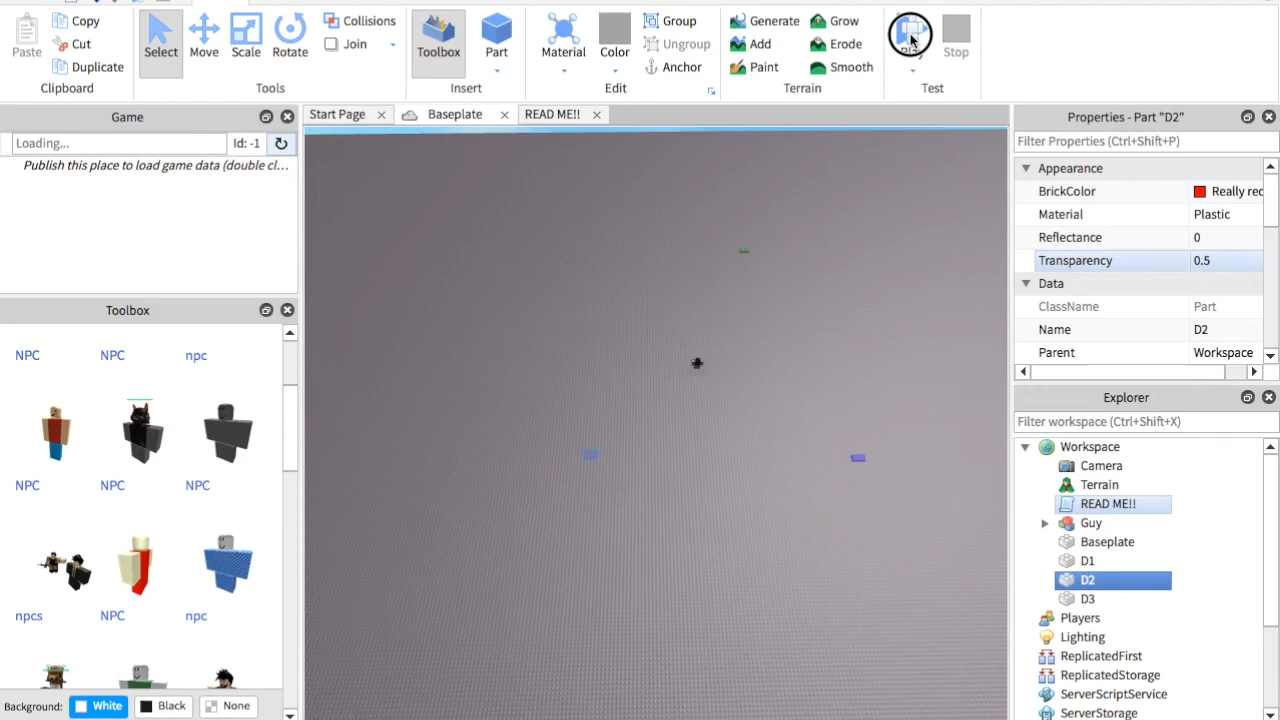 Paste
Copy
Cut
Duplicate
Clipboard
Select
Move
Scale
Rotate
Collisions
Join
Tools
Toolbox
Part
Insert
Material
Color
Group
Ungroup
Anchor
Edit
Generate
Add
Paint
Grow
Erode
Smooth
Terrain
Play
Stop
Test
Game
Loading...
Id: -1
Publish this place to load game data (double cl...
Toolbox
NPC
NPC
npc
NPC
NPC
NPC
npcs
NPC
npc
Background:
White
Black
None
Start Page
Baseplate
READ ME!!
Properties - Part "D2"
Filter Properties (Ctrl+Shift+P)
Appearance
BrickColor
Really red
Material
Plastic
Reflectance
0
Transparency
0.5
Data
ClassName
Part
Name
D2
Parent
Workspace
Explorer
Filter workspace (Ctrl+Shift+X)
Workspace
Camera
Terrain
READ ME!!
Guy
Baseplate
D1
D2
D3
Players
Lighting
ReplicatedFirst
ReplicatedStorage
ServerScriptService
ServerStorage